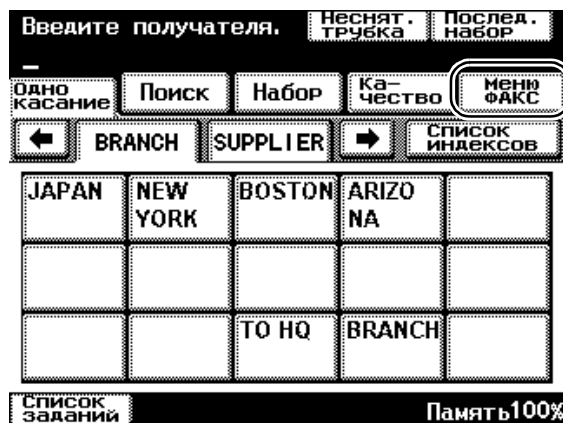 Введите получателя.
Неснят. трубка
Послед. набор
Одно касание
Поиск
Набор
Ка- чество
Меню ФАКС
BRANCH
SUPPLIER
Список индексов
JAPAN
NEW YORK
BOSTON
ARIZO NA
TO HQ
BRANCH
Список заданий
Память100%